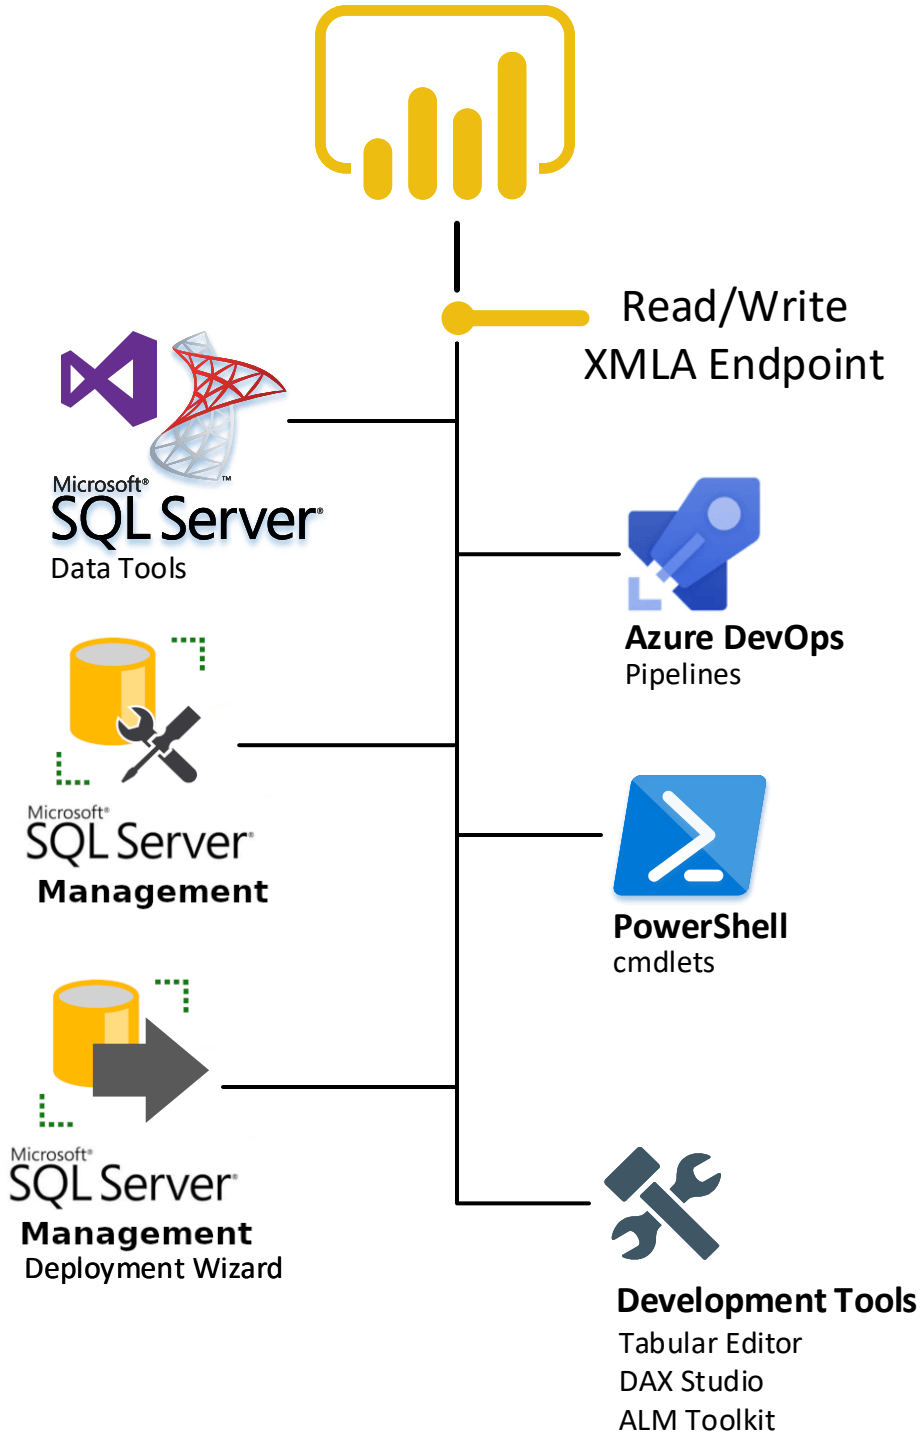 Read/Write
XMLA Endpoint
Microsoft®
SQL Server®
™
Data Tools
Azure DevOps
Pipelines
Microsoft®
SQL Server®
Management
PowerShell
cmdlets
Microsoft®
SQL Server®
Management
Deployment Wizard
Development Tools
Tabular Editor
DAX Studio
ALM Toolkit